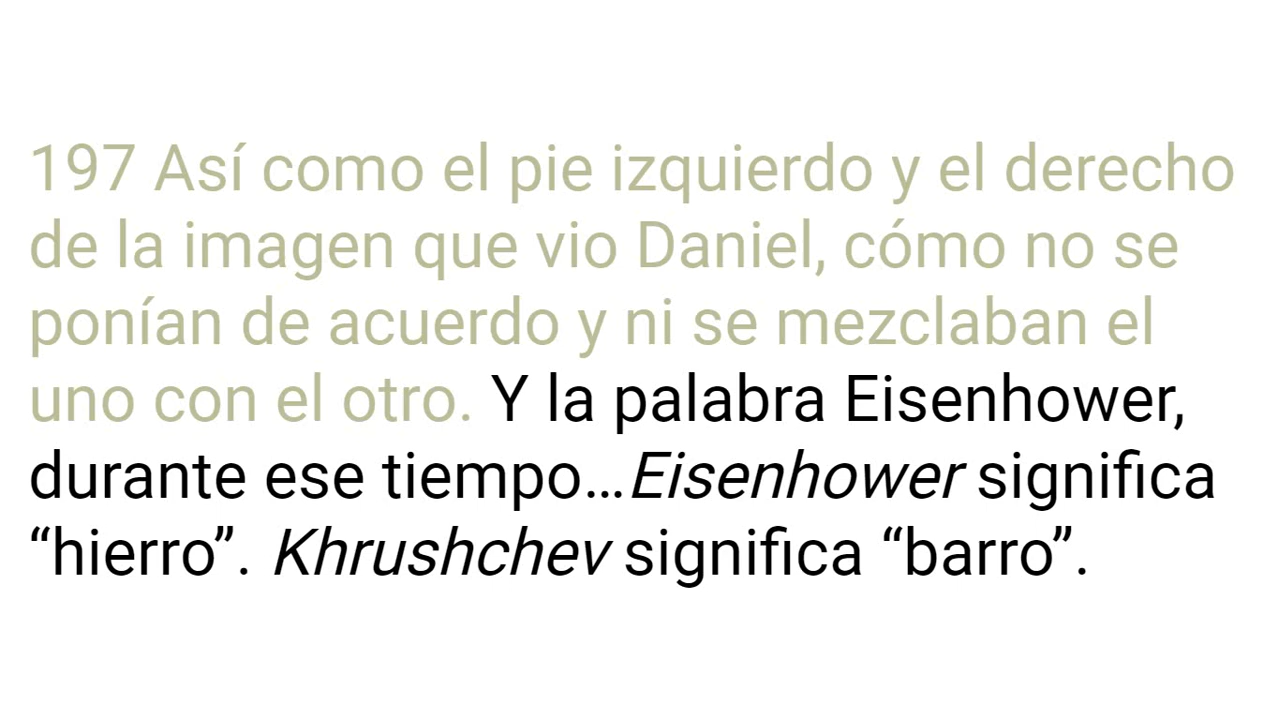 197 Así como el pie izquierdo y el derecho
de la imagen que vio Daniel, cómo no se
ponían de acuerdo y ni se mezclaban el
uno con el otro. Y la palabra Eisenhower,
durante ese tiempo…Eisenhower significa
“hierro”. Khrushchev significa “barro”.